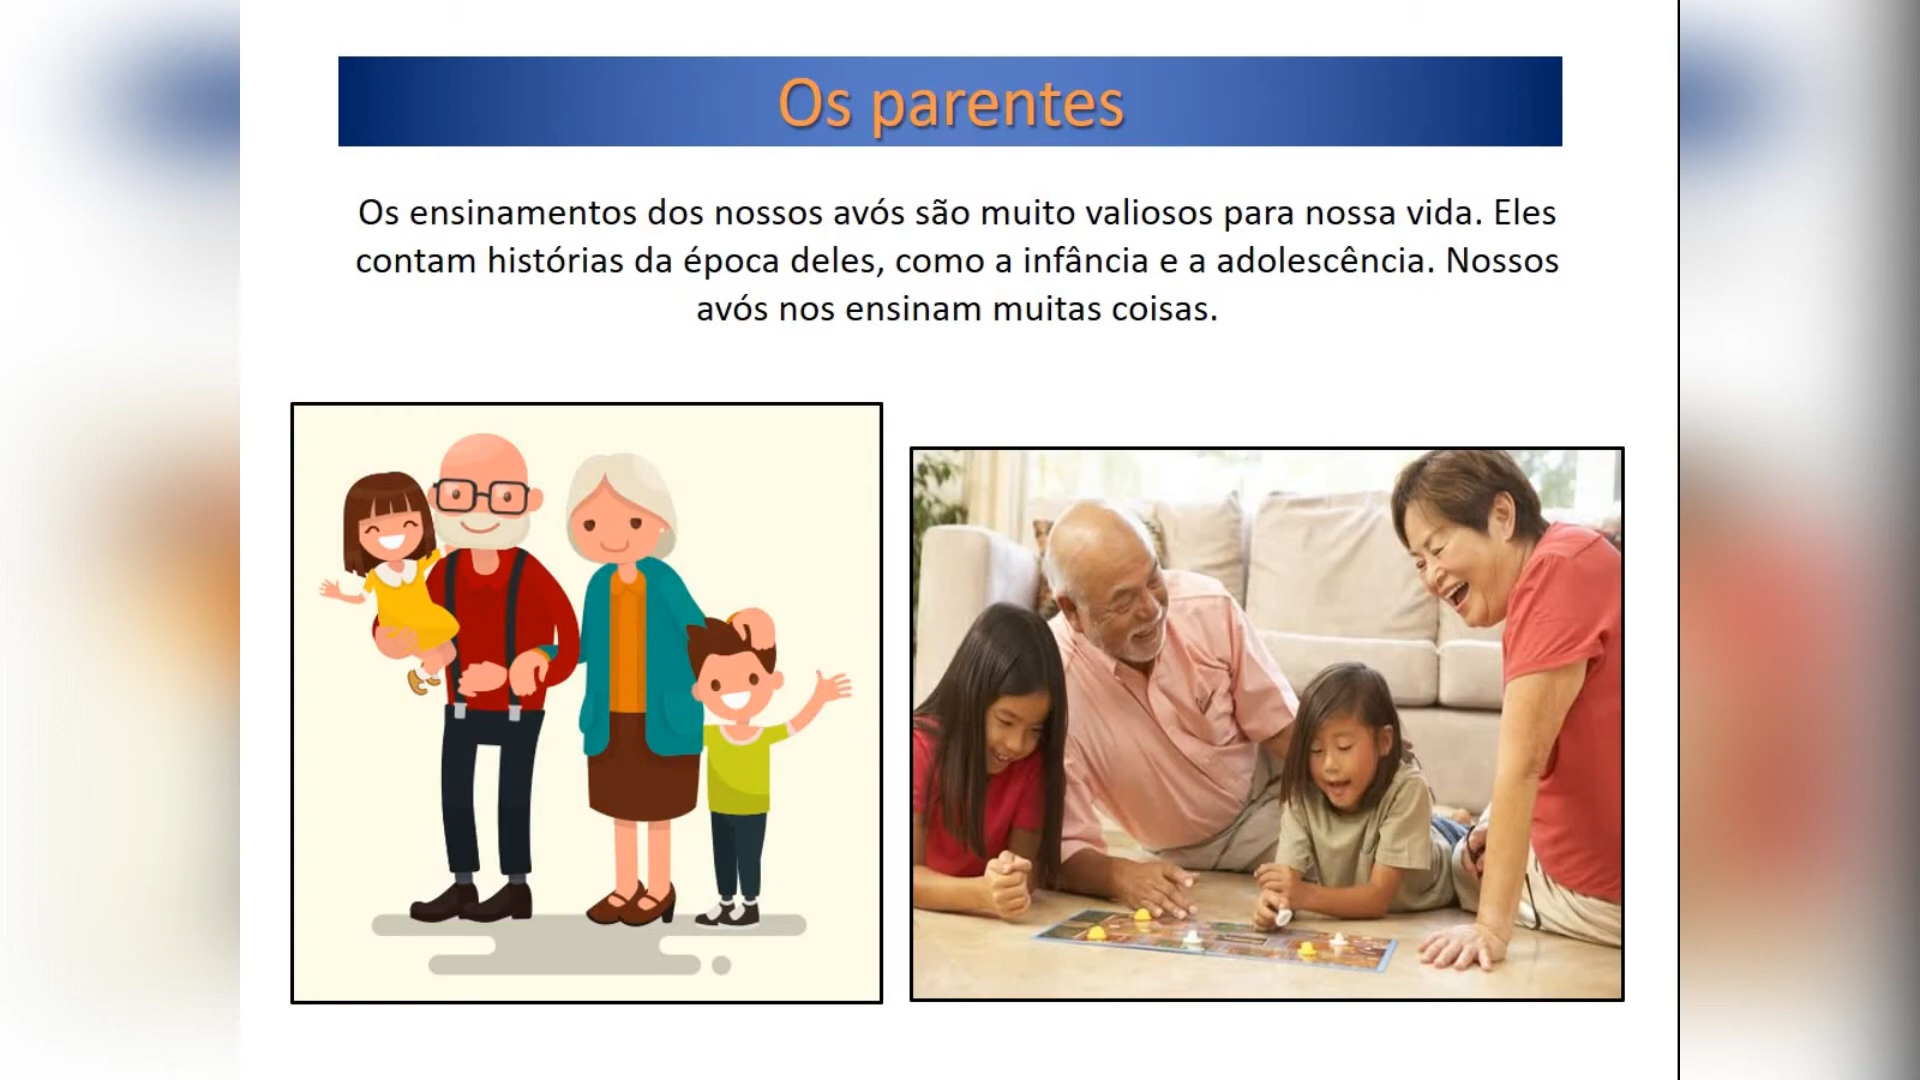 Os parentes
Os ensinamentos dos nossos avós são muito valiosos para nossa vida. Eles
contam histórias da época deles, como a infância e a adolescência. Nossos
avós nos ensinam muitas coisas.